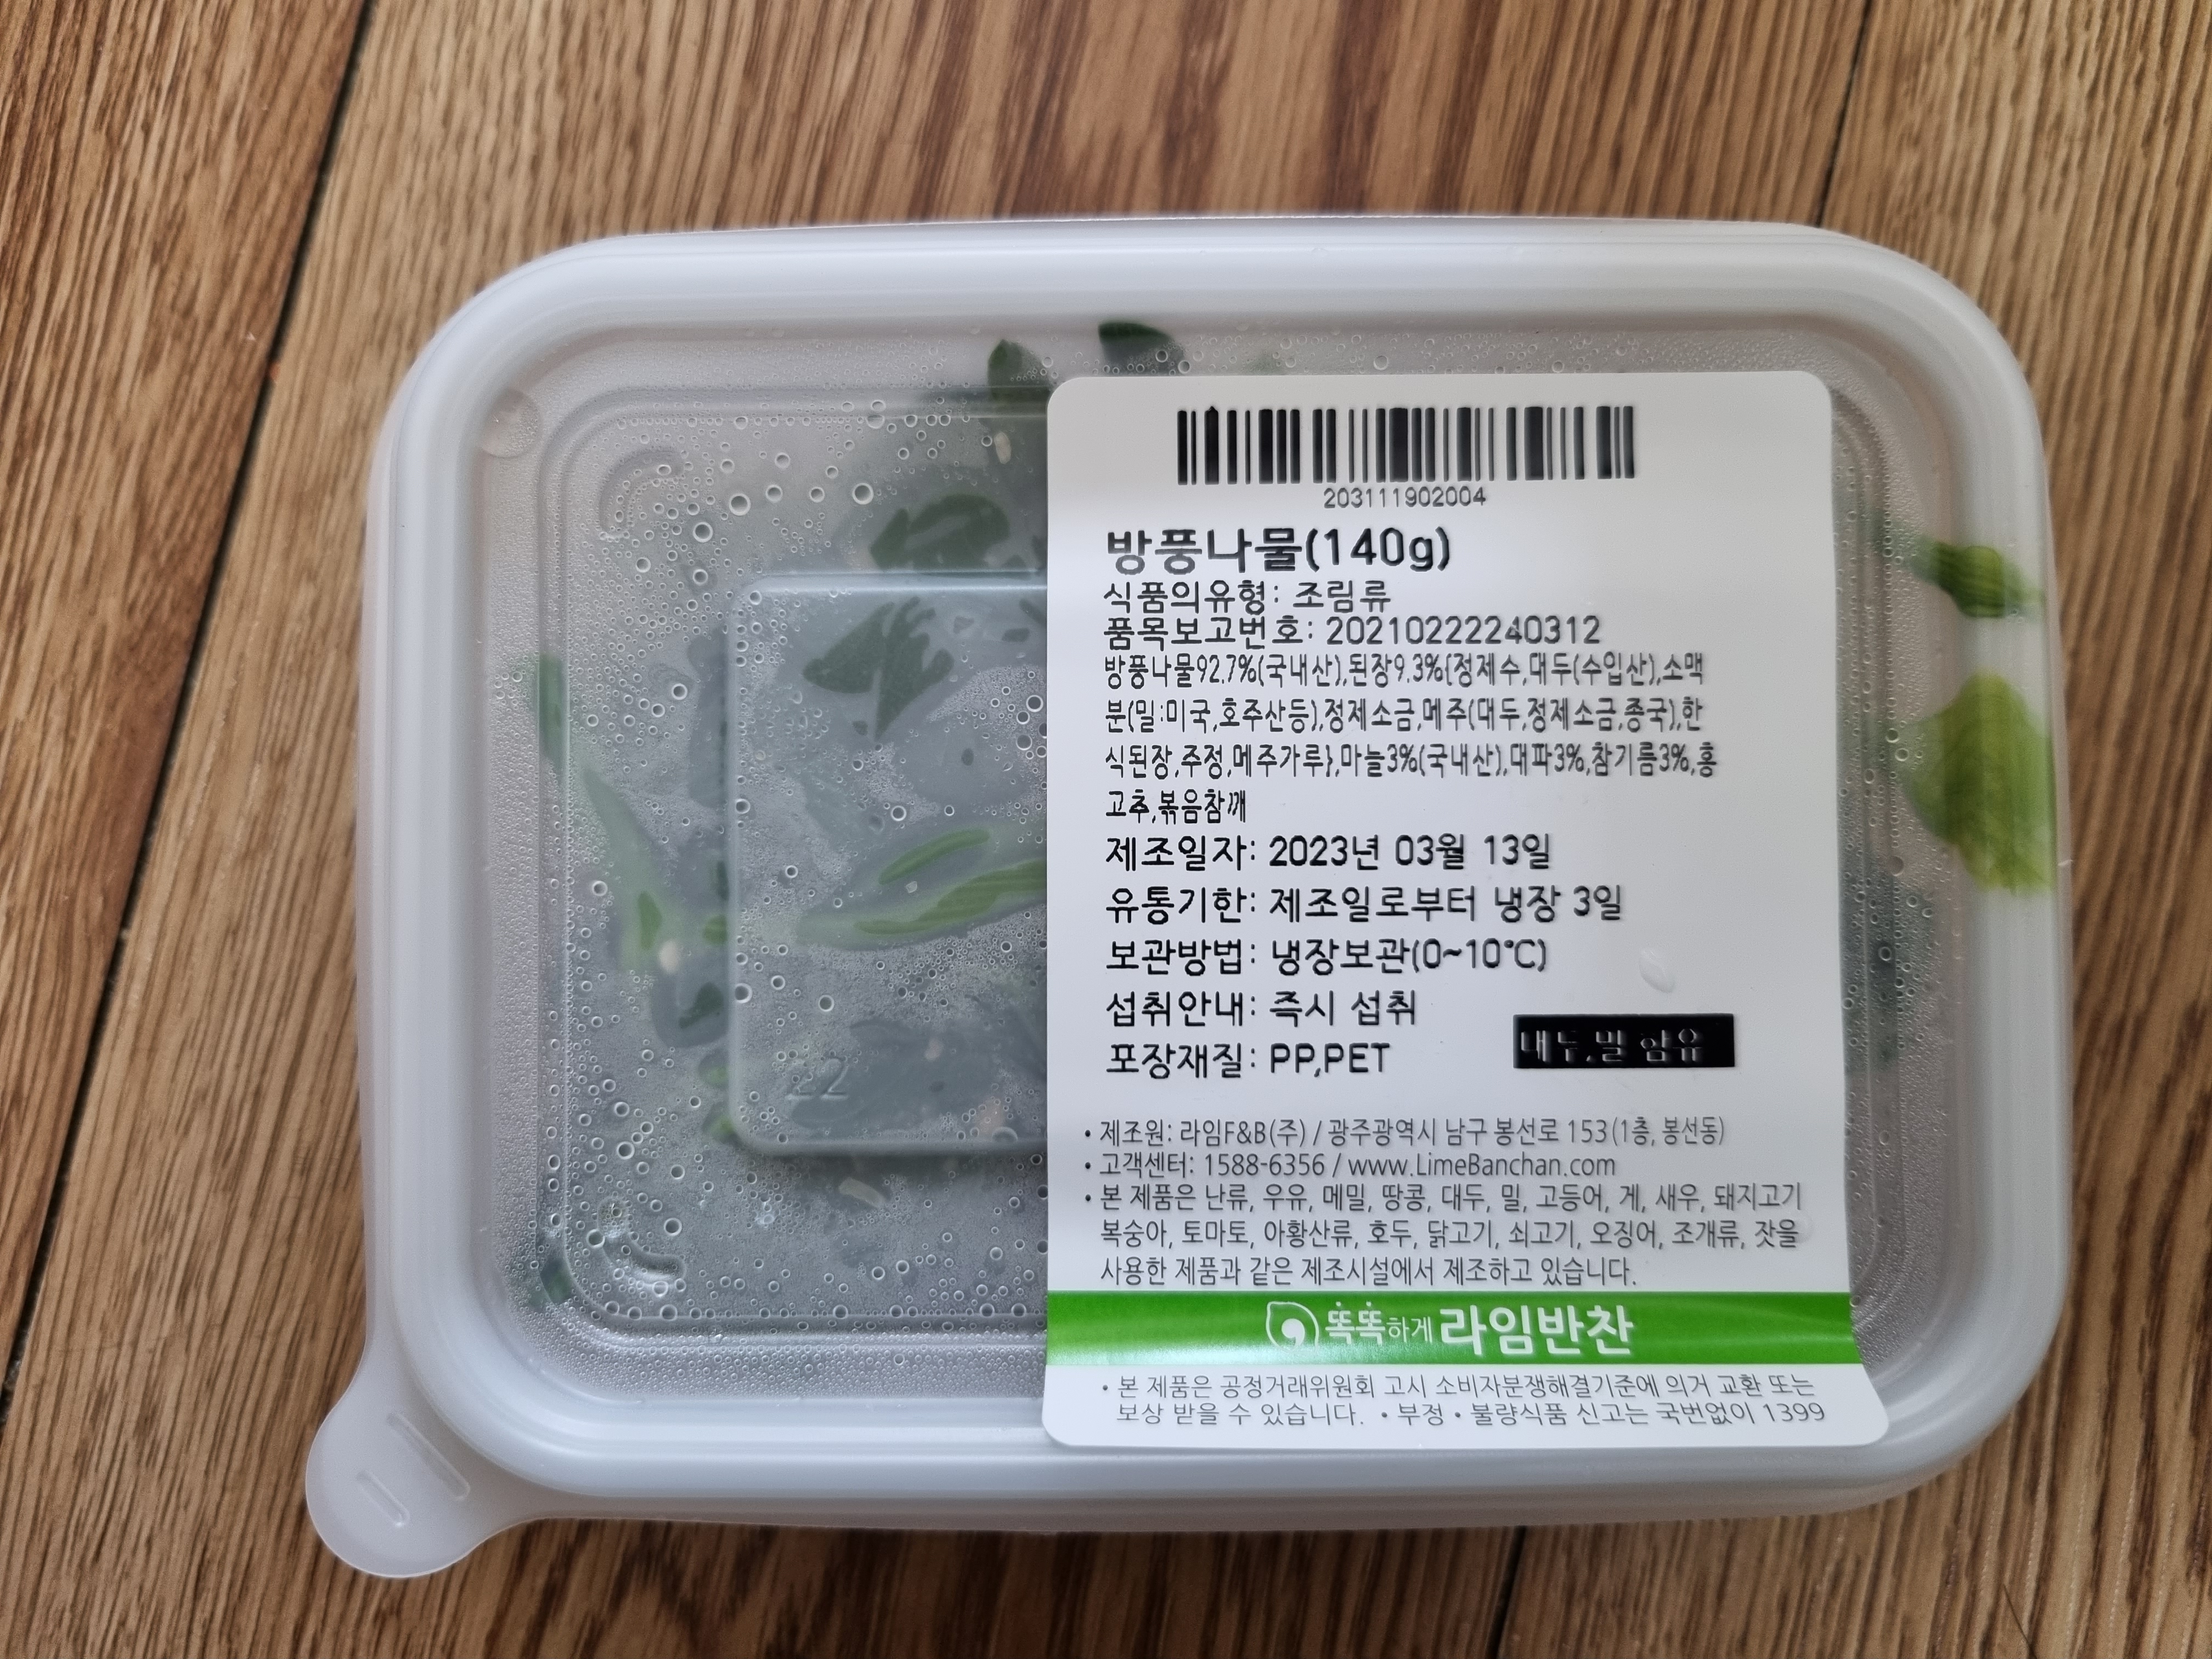 203111902004
방풍나물(140g)
식품의유형: 조림류
품목보고번호: 20210222240312
방풍나물92.7%(국내산),된장9.3%{정제수,대두(수입산),소맥
분(밀:미국,호주산등),정제소금,메주(대두,정제소금,종국),한
식된장,주정,메주가루},마늘3%(국내산),대파3%,참기름3%,홍
고추,볶음참깨
제조일자: 2023년 03월 13일
유통기한: 제조일로부터 냉장 3일
보관방법: 냉장보관(0~10℃)
섭취안내: 즉시 섭취
대두,밀 함유
포장재질: PP,PET
• 제조원: 라임F&B(주) / 광주광역시 남구 봉선로 153(1층, 봉선동)
• 고객센터: 1588-6356 / www.LimeBanchan.com
• 본 제품은 난류, 우유, 메밀, 땅콩, 대두, 밀, 고등어, 게, 새우, 돼지고기
복숭아, 토마토, 아황산류, 호두, 닭고기, 쇠고기, 오징어, 조개류, 잣을
사용한 제품과 같은 제조시설에서 제조하고 있습니다.
똑똑하게 라임반찬
• 본 제품은 공정거래위원회 고시 소비자분쟁해결기준에 의거 교환 또는
보상 받을 수 있습니다. • 부정 • 불량식품 신고는 국번없이 1399
22